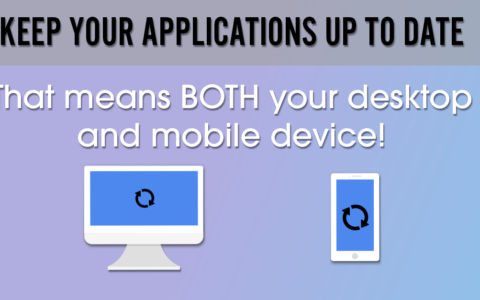 KEEP YOUR APPLICATIONS UP TO DATE
That means BOTH your desktop
and mobile device!